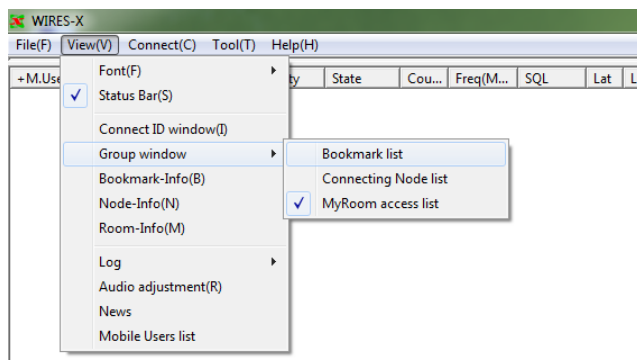 WIRES-X
File(F) View(V) Connect(C) Tool(T) Help(H)
+M.Use ty State Cou... Freq(M... SQL Lat L
Font(F)
Status Bar(S)
Connect ID window(I)
Group window
Bookmark list
Bookmark-Info(B)
Connecting Node list
Node-Info(N)
MyRoom access list
Room-Info(M)
Log
Audio adjustment(R)
News
Mobile Users list